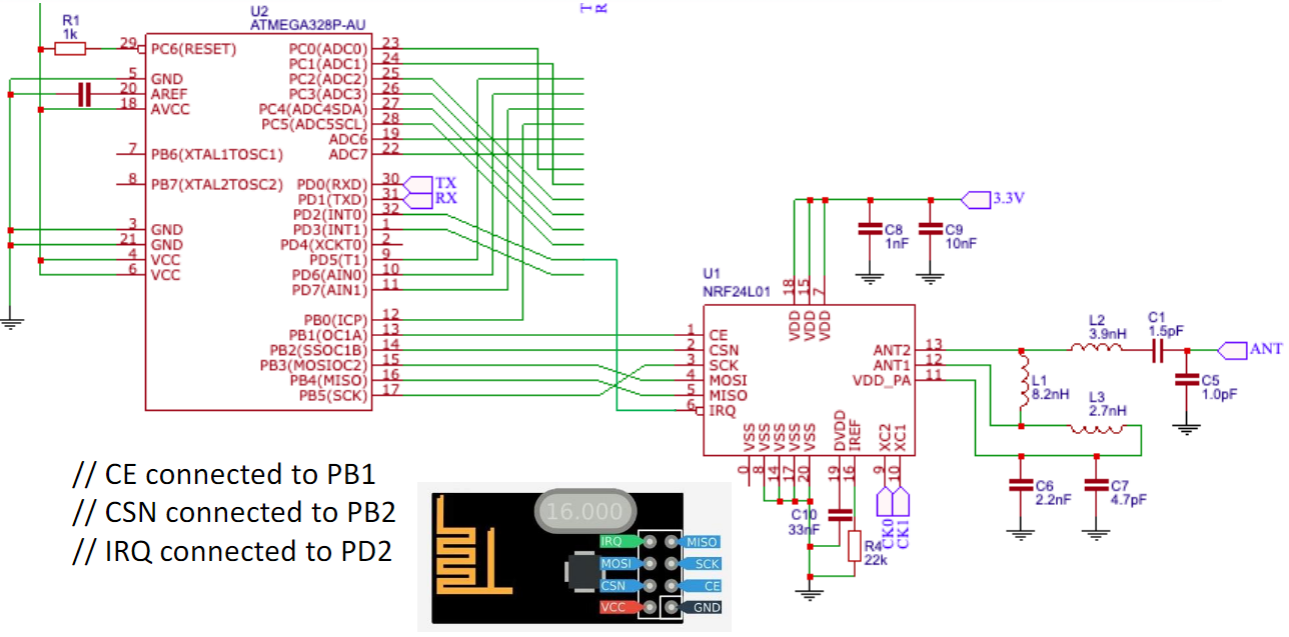 T
R
R1
1k
U2
ATMEGA328P-AU
29 PC6(RESET)
5 GND
20 AREF
18 AVCC
7 PB6(XTAL1TOSC1)
8 PB7(XTAL2TOSC2)
3 GND
21 GND
4 VCC
6 VCC
PC0(ADC0) 23
PC1(ADC1) 24
PC2(ADC2) 25
PC3(ADC3) 26
PC4(ADC4SDA) 27
PC5(ADC5SCL) 28
ADC6 19
ADC7 22
PD0(RXD) 30 TX
PD1(TXD) 31 RX
PD2(INT0) 32
PD3(INT1) 1
PD4(XCKT0) 2
PD5(T1) 9
PD6(AIN0) 10
PD7(AIN1) 11
PB0(ICP) 12
PB1(OC1A) 13
PB2(SSOC1B) 14
PB3(MOSIOC2) 15
PB4(MISO) 16
PB5(SCK) 17
3.3V
C8
1nF
C9
10nF
U1
NRF24L01
18 15 7
VDD VDD VDD
1 CE
2 CSN
3 SCK
4 MOSI
5 MISO
6 IRQ
ANT2 13
ANT1 12
VDD_PA 11
VSS VSS VSS VSS VSS DVDD IREF XC2 XC1
0 8 14 17 20 19 16 9 10
L2
3.9nH
C1
1.5pF
ANT
L1
8.2nH
C5
1.0pF
L3
2.7nH
C6
2.2nF
C7
4.7pF
C10
33nF
R4
22k
CK0
CK1
// CE connected to PB1
// CSN connected to PB2
// IRQ connected to PD2
16.000
IRQ MISO
MOSI SCK
CSN CE
VCC GND